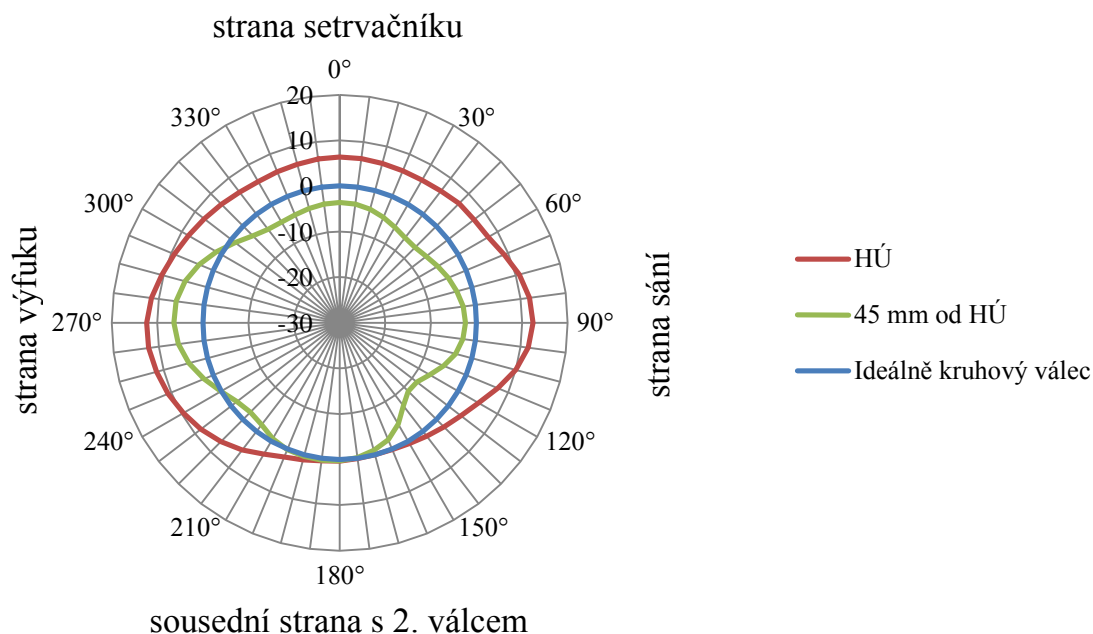 strana setrvačníku
0°
30°
60°
90°
120°
150°
180°
210°
240°
270°
300°
330°
20
10
0
-10
-20
-30
strana výfuku
strana sání
sousední strana s 2. válcem
HÚ
45 mm od HÚ
Ideálně kruhový válec